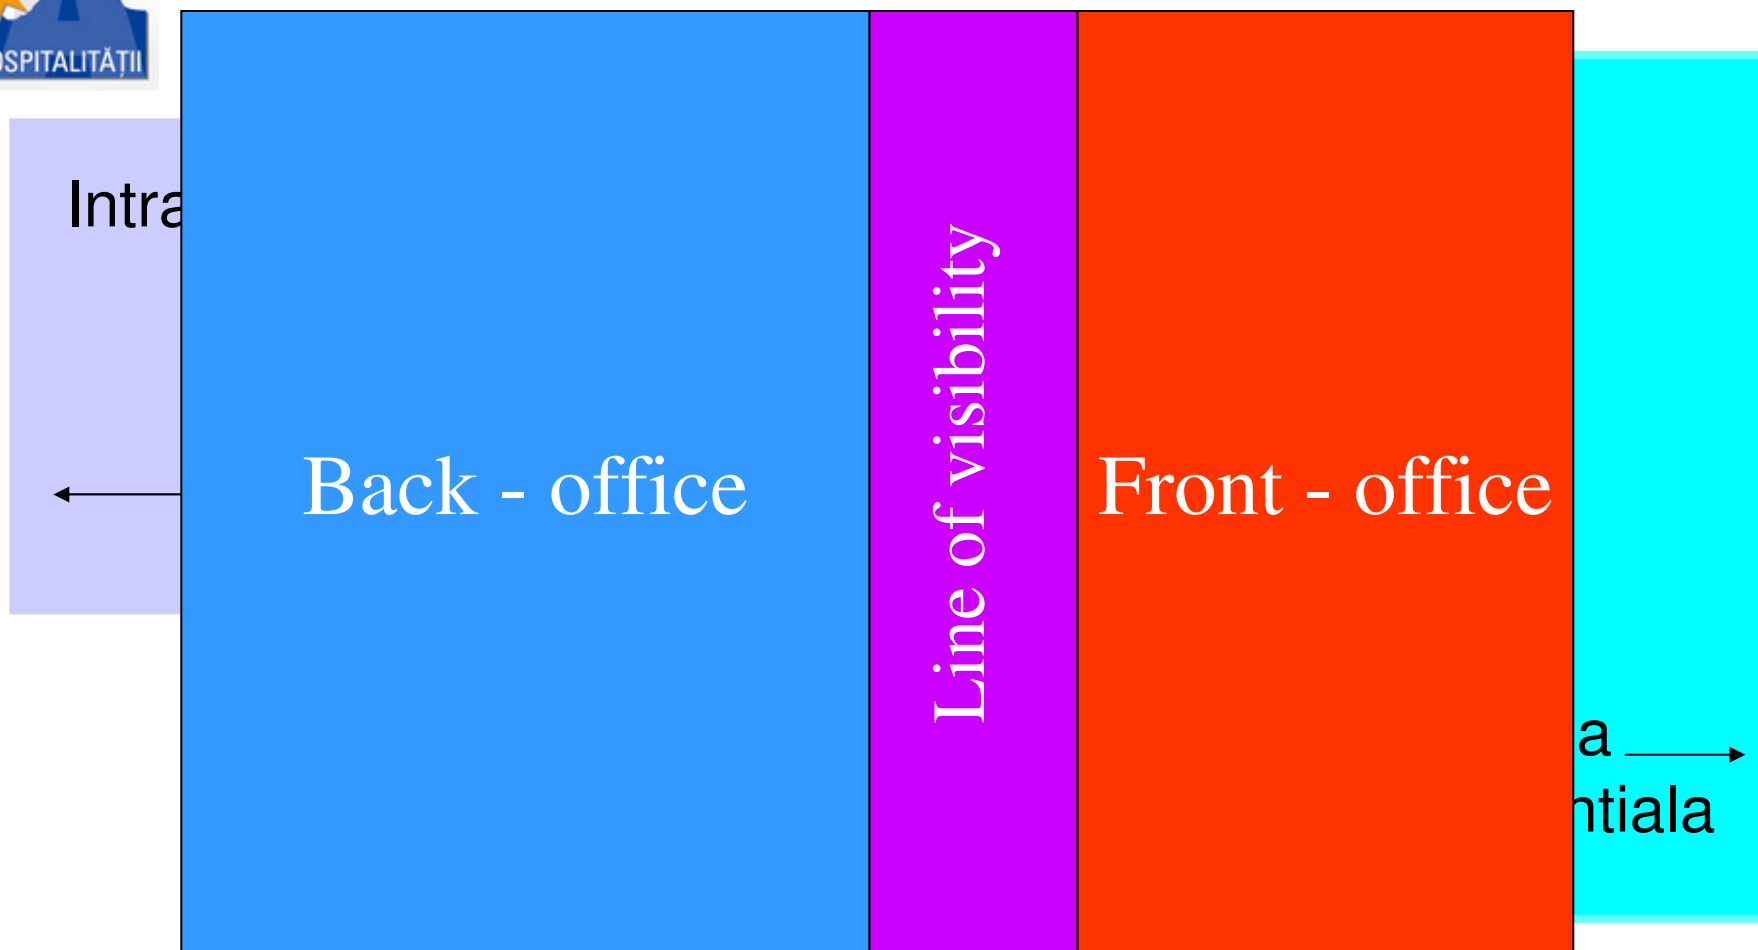 OSPITALITĂȚII
Intra
Back - office
Line of visibility
Front - office
a
ntiala